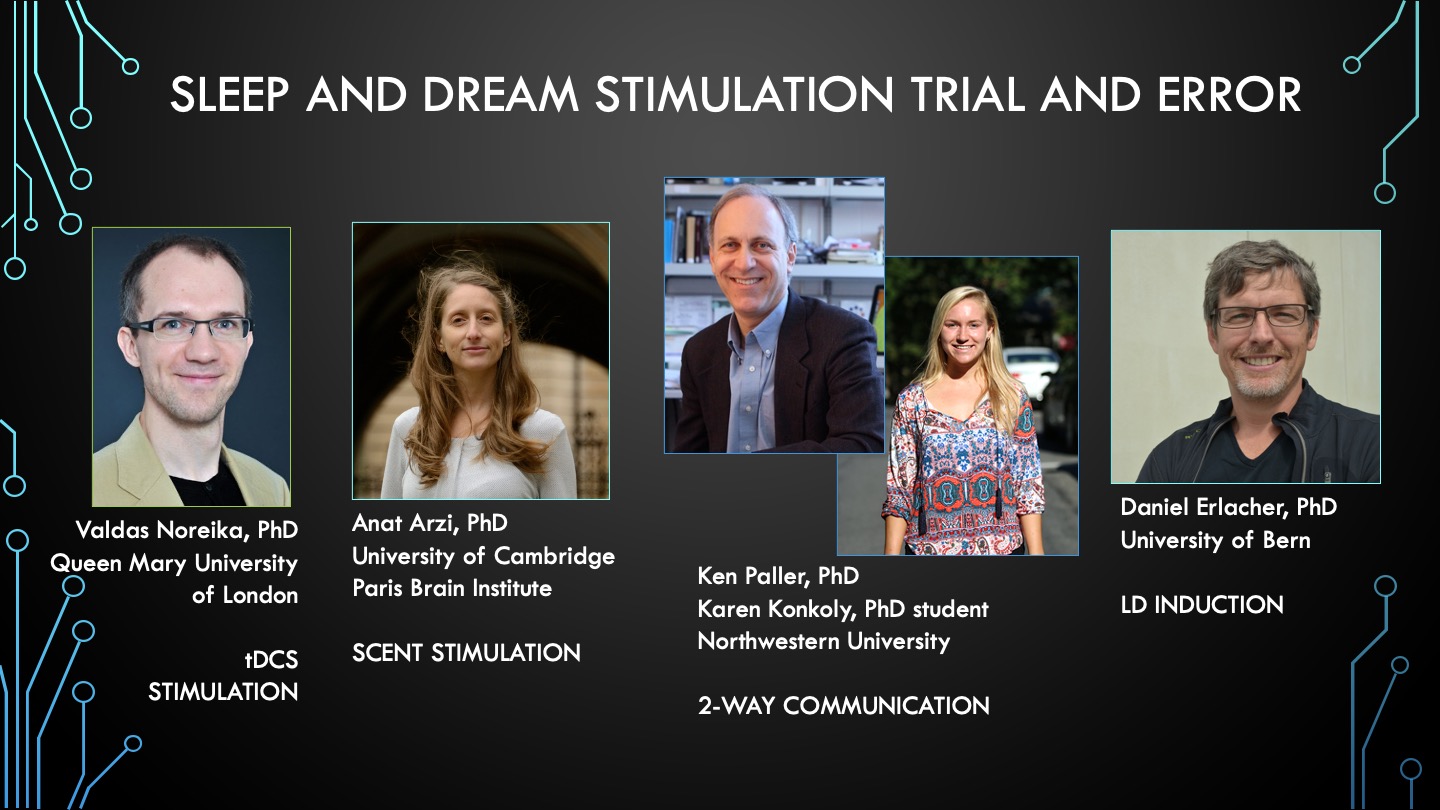 SLEEP AND DREAM STIMULATION TRIAL AND ERROR
Valdas Noreika, PhD
Queen Mary University
of London
tDCS
STIMULATION
Anat Arzi, PhD
University of Cambridge
Paris Brain Institute
SCENT STIMULATION
Ken Paller, PhD
Karen Konkoly, PhD student
Northwestern University
2-WAY COMMUNICATION
Daniel Erlacher, PhD
University of Bern
LD INDUCTION